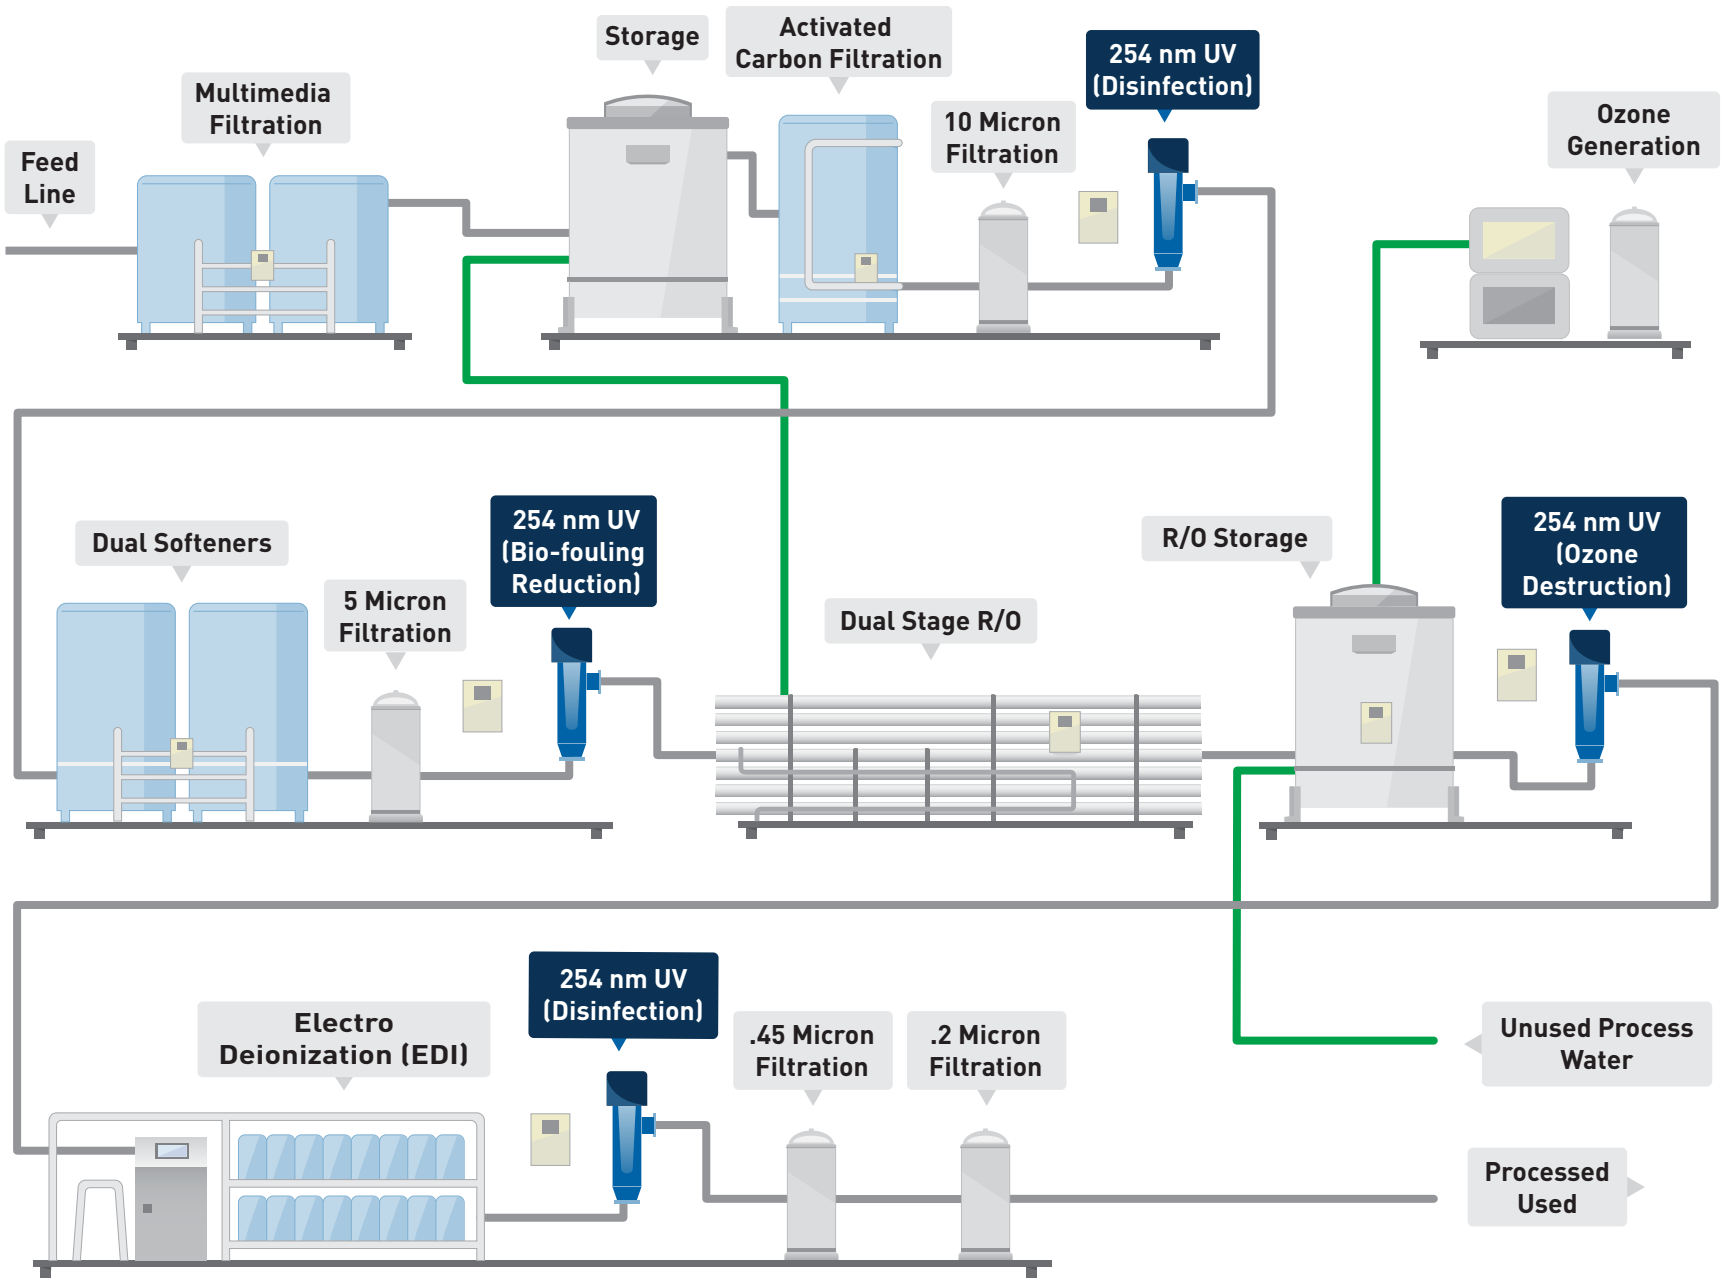 Feed
Line
Multimedia
Filtration
Storage
Activated
Carbon Filtration
10 Micron
Filtration
254 nm UV
(Disinfection)
Ozone
Generation
Dual Softeners
5 Micron
Filtration
254 nm UV
(Bio-fouling
Reduction)
Dual Stage R/O
R/O Storage
254 nm UV
(Ozone
Destruction)
Electro
Deionization (EDI)
254 nm UV
(Disinfection)
.45 Micron
Filtration
.2 Micron
Filtration
Unused Process
Water
Processed
Used